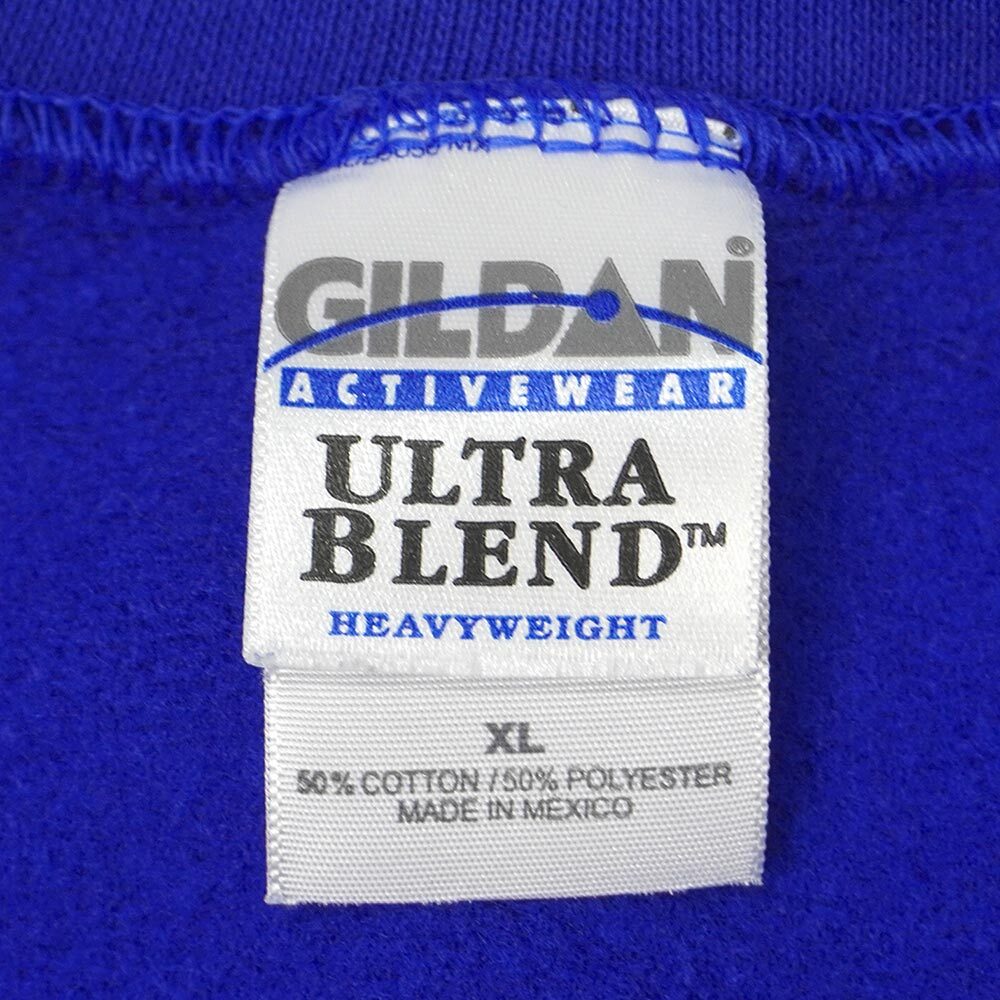 GILDAN®
ACTIVEWEAR
ULTRA
BLEND™
HEAVYWEIGHT
XL
50% COTTON / 50% POLYESTER
MADE IN MEXICO